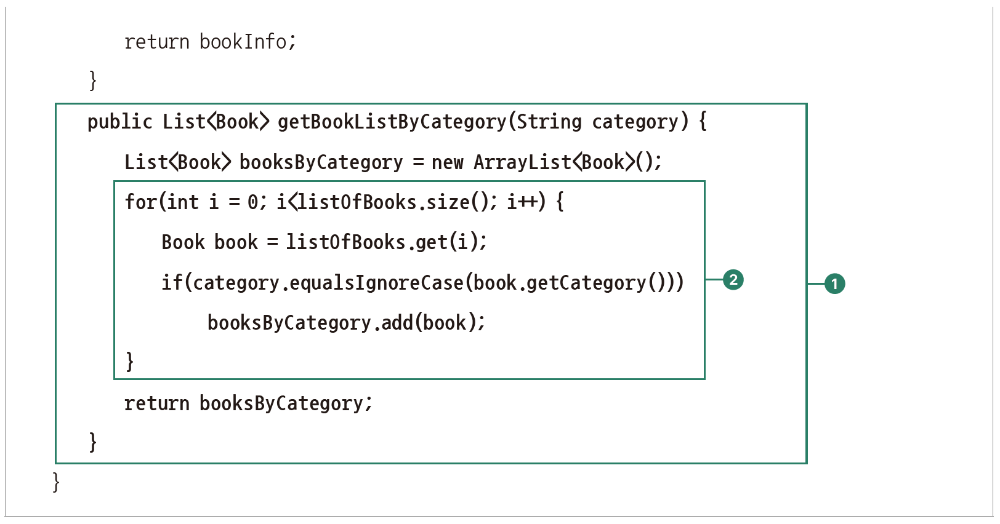 return bookInfo;
}
public List<Book> getBookListByCategory(String category) {
List<Book> booksByCategory = new ArrayList<Book>();
for(int i = 0; i<listOfBooks.size(); i++) {
Book book = listOfBooks.get(i);
if(category.equalsIgnoreCase(book.getCategory()))
2
1
booksByCategory.add(book);
}
return booksByCategory;
}
}